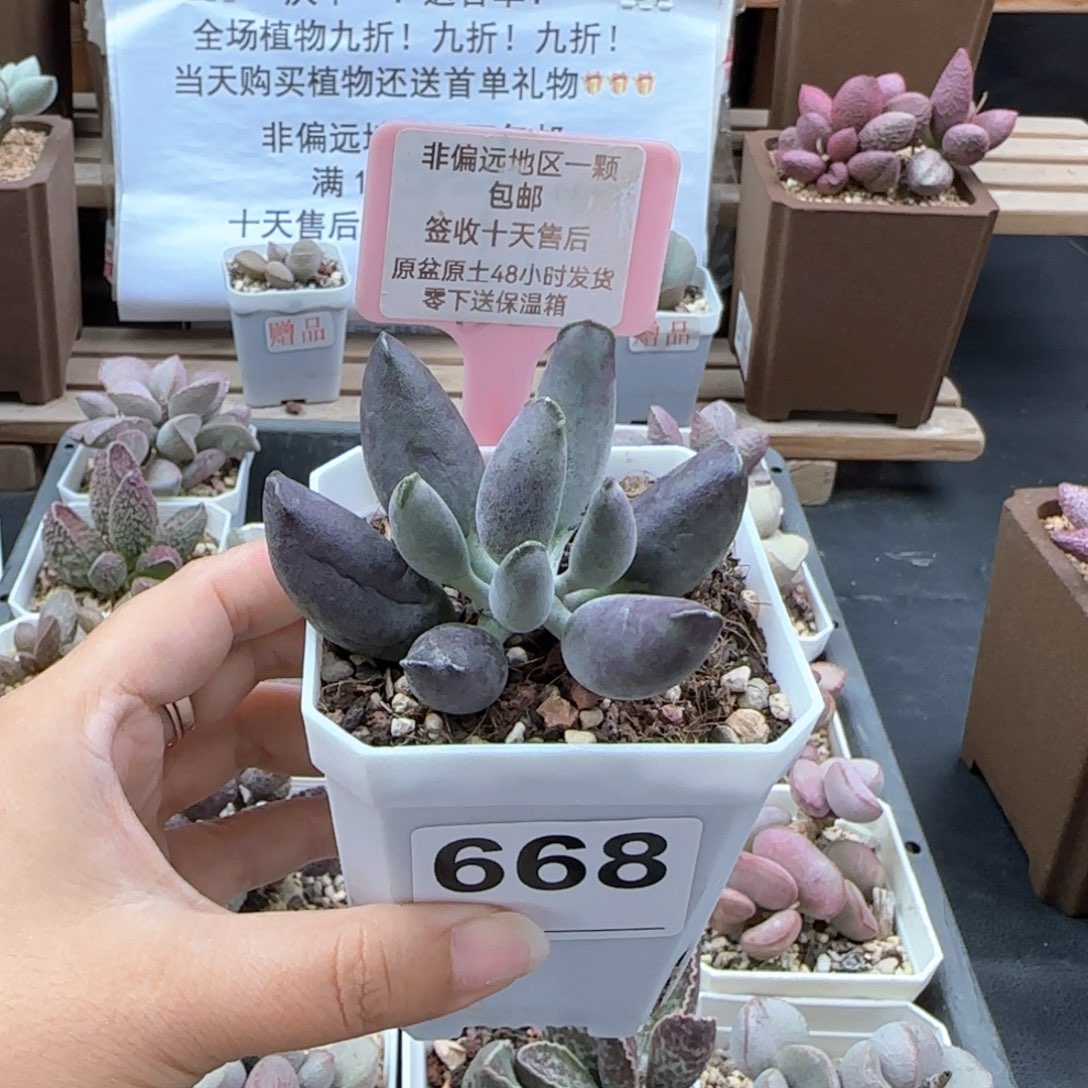 全场植物九折！九折！九折！
当天购买植物还送首单礼物🎁🎁🎁
非偏远地
满1
十天售后
非偏远地区一颗
包邮
签收十天售后
原盆原土48小时发货
零下送保温箱
赠品
赠品
668